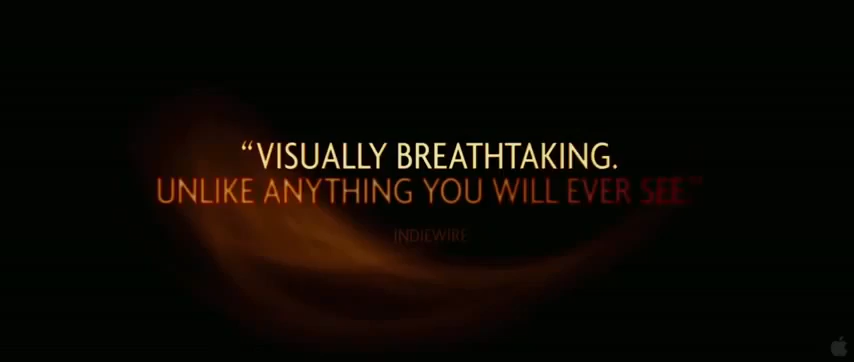 “VISUALLY BREATHTAKING.
UNLIKE ANYTHING YOU WILL EVER SEE.”
INDIEWIRE